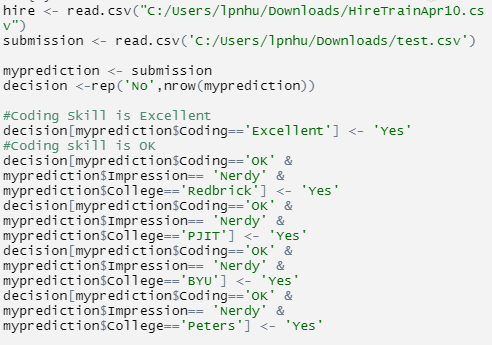 hire <- read.csv("C:/Users/lpnhu/Downloads/HireTrainApr10.cs
v")
submission <- read.csv('C:/Users/lpnhu/Downloads/test.csv')
myprediction <- submission
decision <-rep('No',nrow(myprediction))
#Coding Skill is Excellent
decision[myprediction$Coding=='Excellent'] <- 'Yes'
#Coding skill is OK
decision[myprediction$Coding=='OK' &
myprediction$Impression== 'Nerdy' &
myprediction$College=='Redbrick'] <- 'Yes'
decision[myprediction$Coding=='OK' &
myprediction$Impression== 'Nerdy' &
myprediction$College=='PJIT'] <- 'Yes'
decision[myprediction$Coding=='OK' &
myprediction$Impression== 'Nerdy' &
myprediction$College=='BYU'] <- 'Yes'
decision[myprediction$Coding=='OK' &
myprediction$Impression== 'Nerdy' &
myprediction$College=='Peters'] <- 'Yes'